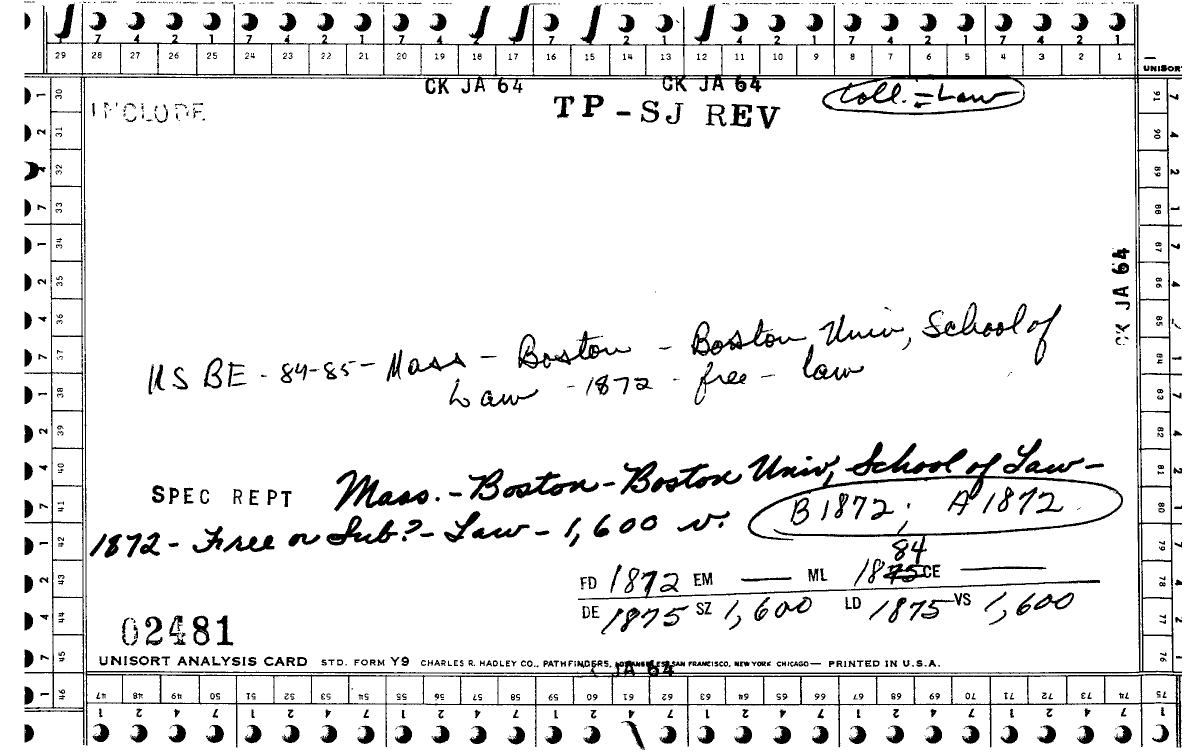 7 4 2 1 7 4 2 1 7 4 2 1 7 4 2 1 7 4 2 1 7 4 2 1 7 4 2 1
29 28 27 26 25 24 23 22 21 20 19 18 17 16 15 14 13 12 11 10 9 8 7 6 5 4 3 2 1
UNISORT
CK JA 64 CK JA 64
INCLUDE
TP - SJ REV
Coll. = Law
CK JA 64
US BE - 84-85 - Mass - Boston - Boston Univ, School of
Law - 1872 - free - law
SPEC REPT Mass. - Boston - Boston Univ, School of Law -
1872 - Free or Sub? - Law - 1,600 v.
B 1872; A 1872
84
FD 1872 EM — ML 1875 CE —
DE 1875 SZ 1,600 LD 1875 VS 1,600
02481
UNISORT ANALYSIS CARD STD. FORM Y9 CHARLES R. HADLEY CO., PATHFINDERS, LOS ANGELES, SAN FRANCISCO, NEW YORK CHICAGO — PRINTED IN U.S.A.
CK JA 64
30 31 32 33 34 35 36 37 38 39 40 41 42 43 44 45 46
91 90 89 88 87 86 85 84 83 82 81 80 79 78 77 76 75
47 48 49 50 51 52 53 54 55 56 57 58 59 60 61 62 63 64 65 66 67 68 69 70 71 72 73 74
1 2 4 7 1 2 4 7 1 2 4 7 1 2 4 7 1 2 4 7 1 2 4 7 1 2 4 7